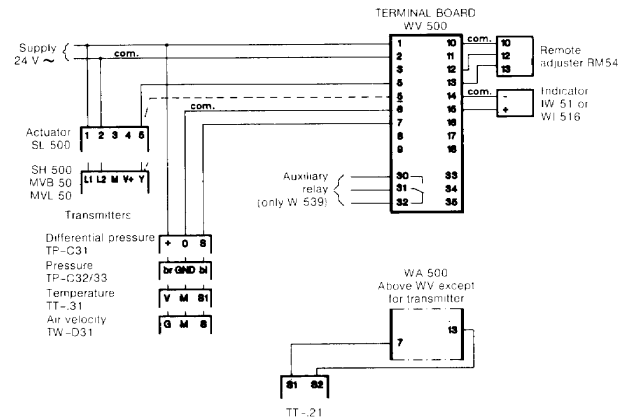 TERMINAL BOARD
WV 500
Supply
24 V ~
com.
1 10
2 11
3 12
5 13
5 14
6 15
7 16
8 17
9 18
30 33
31 34
32 35
com.
10
12
13
Remote
adjuster RM54
com.
-
+
Indicator
IW 51 or
WI 516
com.
Actuator
SL 500
1 2 3 4 5
SH 500
MVB 50
MVL 50
L1 L2 M V+ Y
Auxiliary
relay
(only W 539)
Transmitters
Differential pressure
TP-C31
+ 0 S
Pressure
TP-C32/33
br GND bl
Temperature
TT-.31
V M S1
Air velocity
TW-D31
G M S
WA 500
Above WV except
for transmitter
7
13
S1 S2
TT-.21